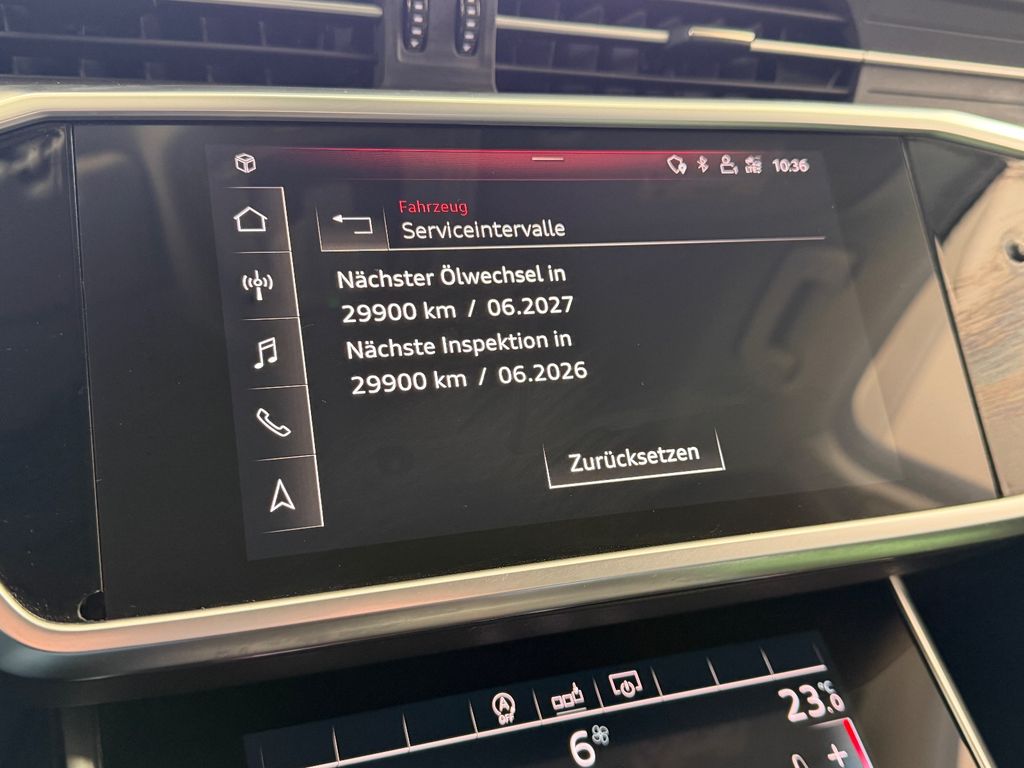 10:36
Fahrzeug
Serviceintervalle
Nächster Ölwechsel in
29900 km / 06.2027
Nächste Inspektion in
29900 km / 06.2026
Zurücksetzen
A
OFF
6
23.0 °C
+